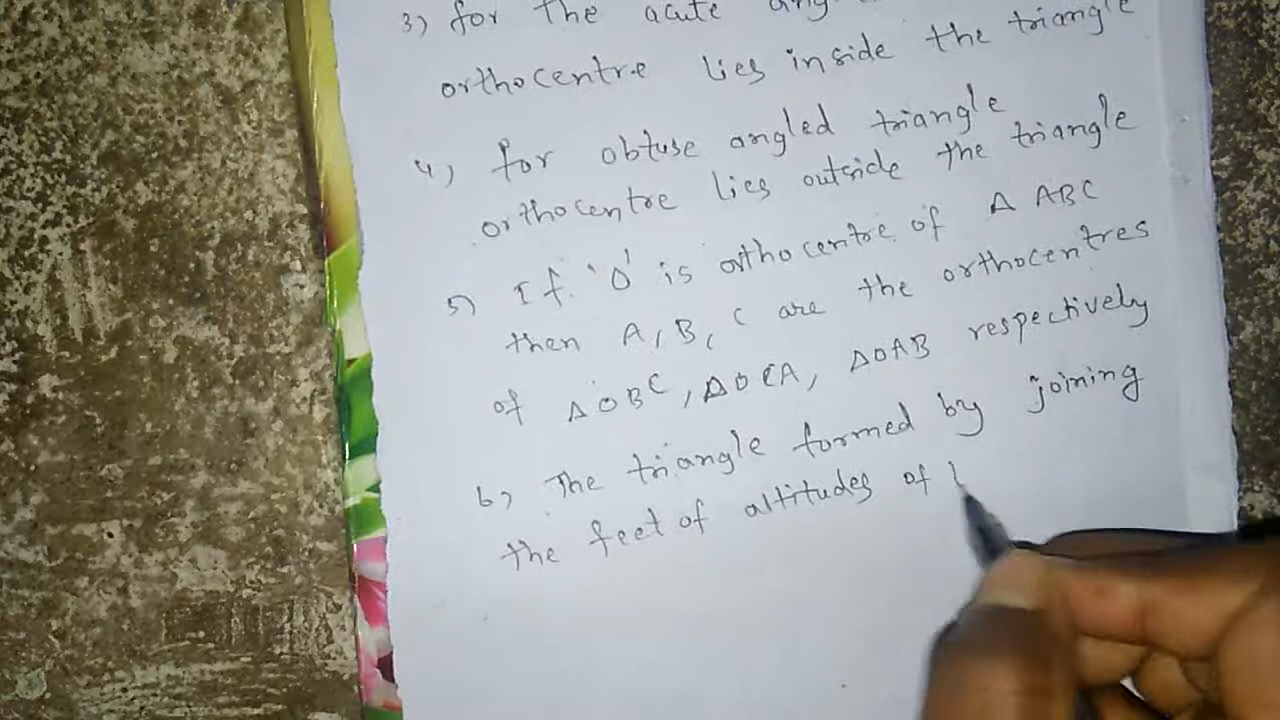 3) for the acute
orthocentre lies inside the triangle
4) for obtuse angled triangle
orthocentre lies outside the triangle
5) If 'O' is orthocentre of Δ ABC
then A, B, C are the orthocentres
of ΔOBC, ΔOCA, ΔOAB respectively
6) The triangle formed by joining
the feet of altitudes of